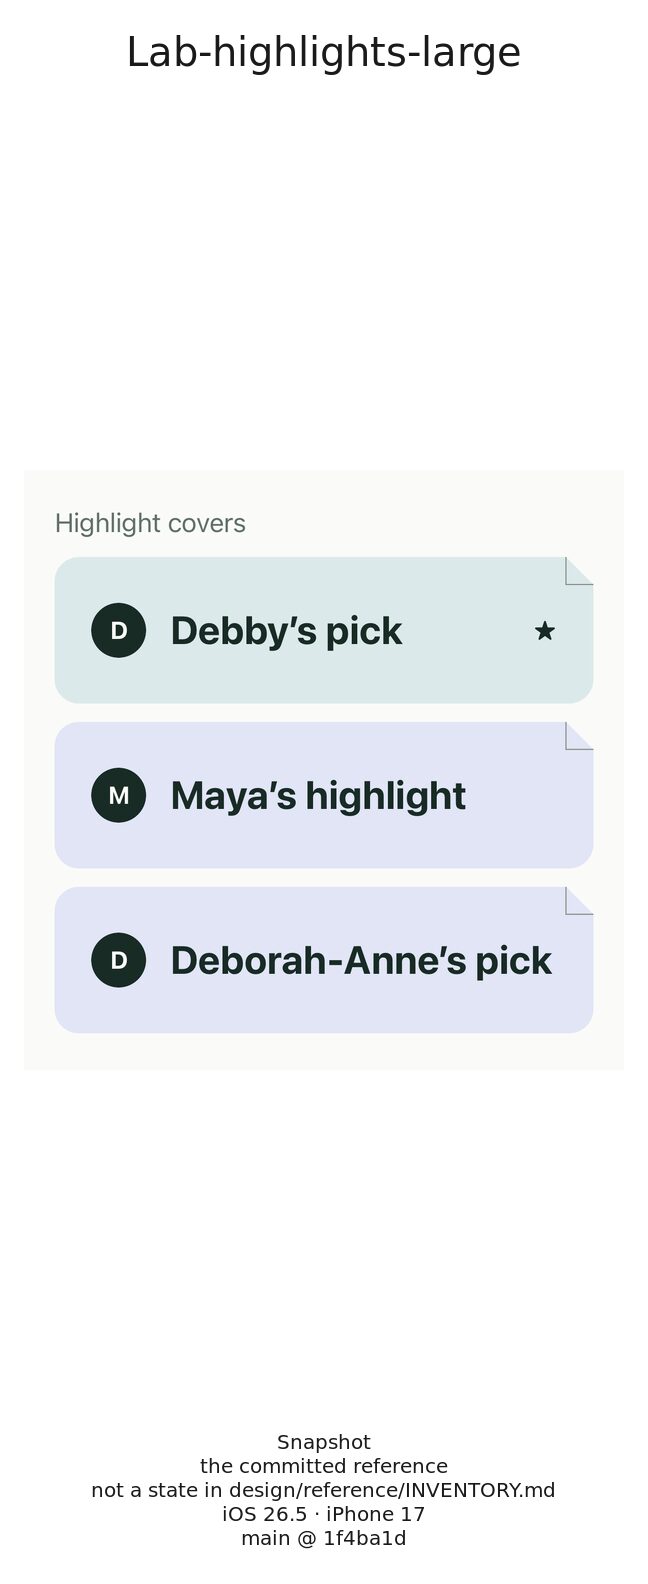 Lab-highlights-large
Highlight covers
D Debby’s pick ★
M Maya’s highlight
D Deborah-Anne’s pick
Snapshot
the committed reference
not a state in design/reference/INVENTORY.md
iOS 26.5 · iPhone 17
main @ 1f4ba1d